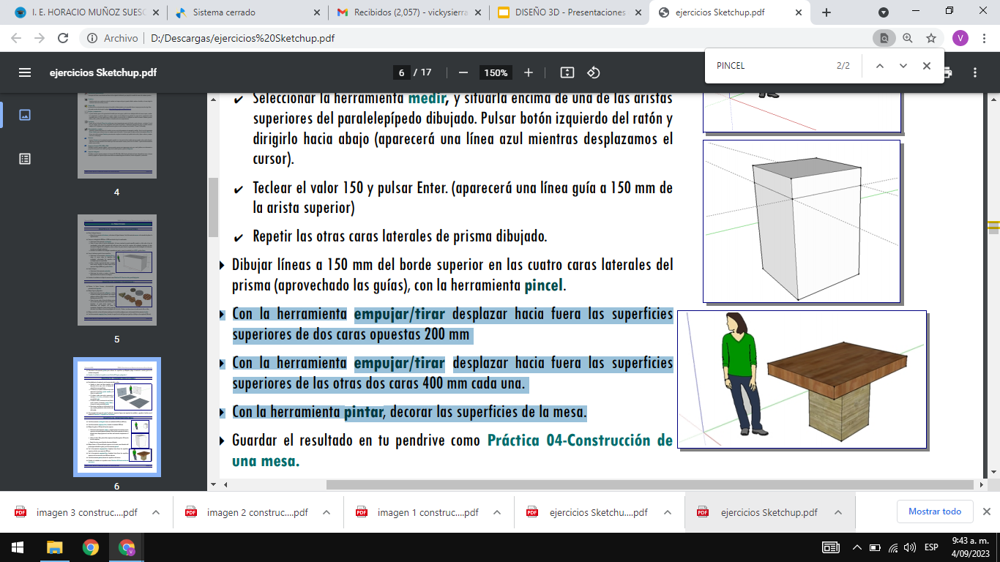 I. E. HORACIO MUÑOZ SUESC
Sistema cerrado
Recibidos (2,057) - vickysierra
DISEÑO 3D - Presentaciones
ejercicios Sketchup.pdf
Archivo
D:/Descargas/ejercicios%20Sketchup.pdf
V
ejercicios Sketchup.pdf
6 / 17
150%
PINCEL
2/2
4
5
6
✔ Seleccionar la herramienta medir, y situarla encima de una de las aristas
superiores del paralelepípedo dibujado. Pulsar botón izquierdo del ratón y
dirigirlo hacia abajo (aparecerá una línea azul mientras desplazamos el
cursor).
✔ Teclear el valor 150 y pulsar Enter. (aparecerá una línea guía a 150 mm de
la arista superior)
✔ Repetir las otras caras laterales de prisma dibujado.
Dibujar líneas a 150 mm del borde superior en las cuatro caras laterales del
prisma (aprovechado las guías), con la herramienta pincel.
Con la herramienta empujar/tirar desplazar hacia fuera las superficies
superiores de dos caras opuestas 200 mm
Con la herramienta empujar/tirar desplazar hacia fuera las superficies
superiores de las otras dos caras 400 mm cada una.
Con la herramienta pintar, decorar las superficies de la mesa.
Guardar el resultado en tu pendrive como Práctica 04-Construcción de
una mesa.
imagen 3 construc....pdf
imagen 2 construc....pdf
imagen 1 construc....pdf
ejercicios Sketchu....pdf
ejercicios Sketchup.pdf
Mostrar todo
ESP
9:43 a. m.
4/09/2023